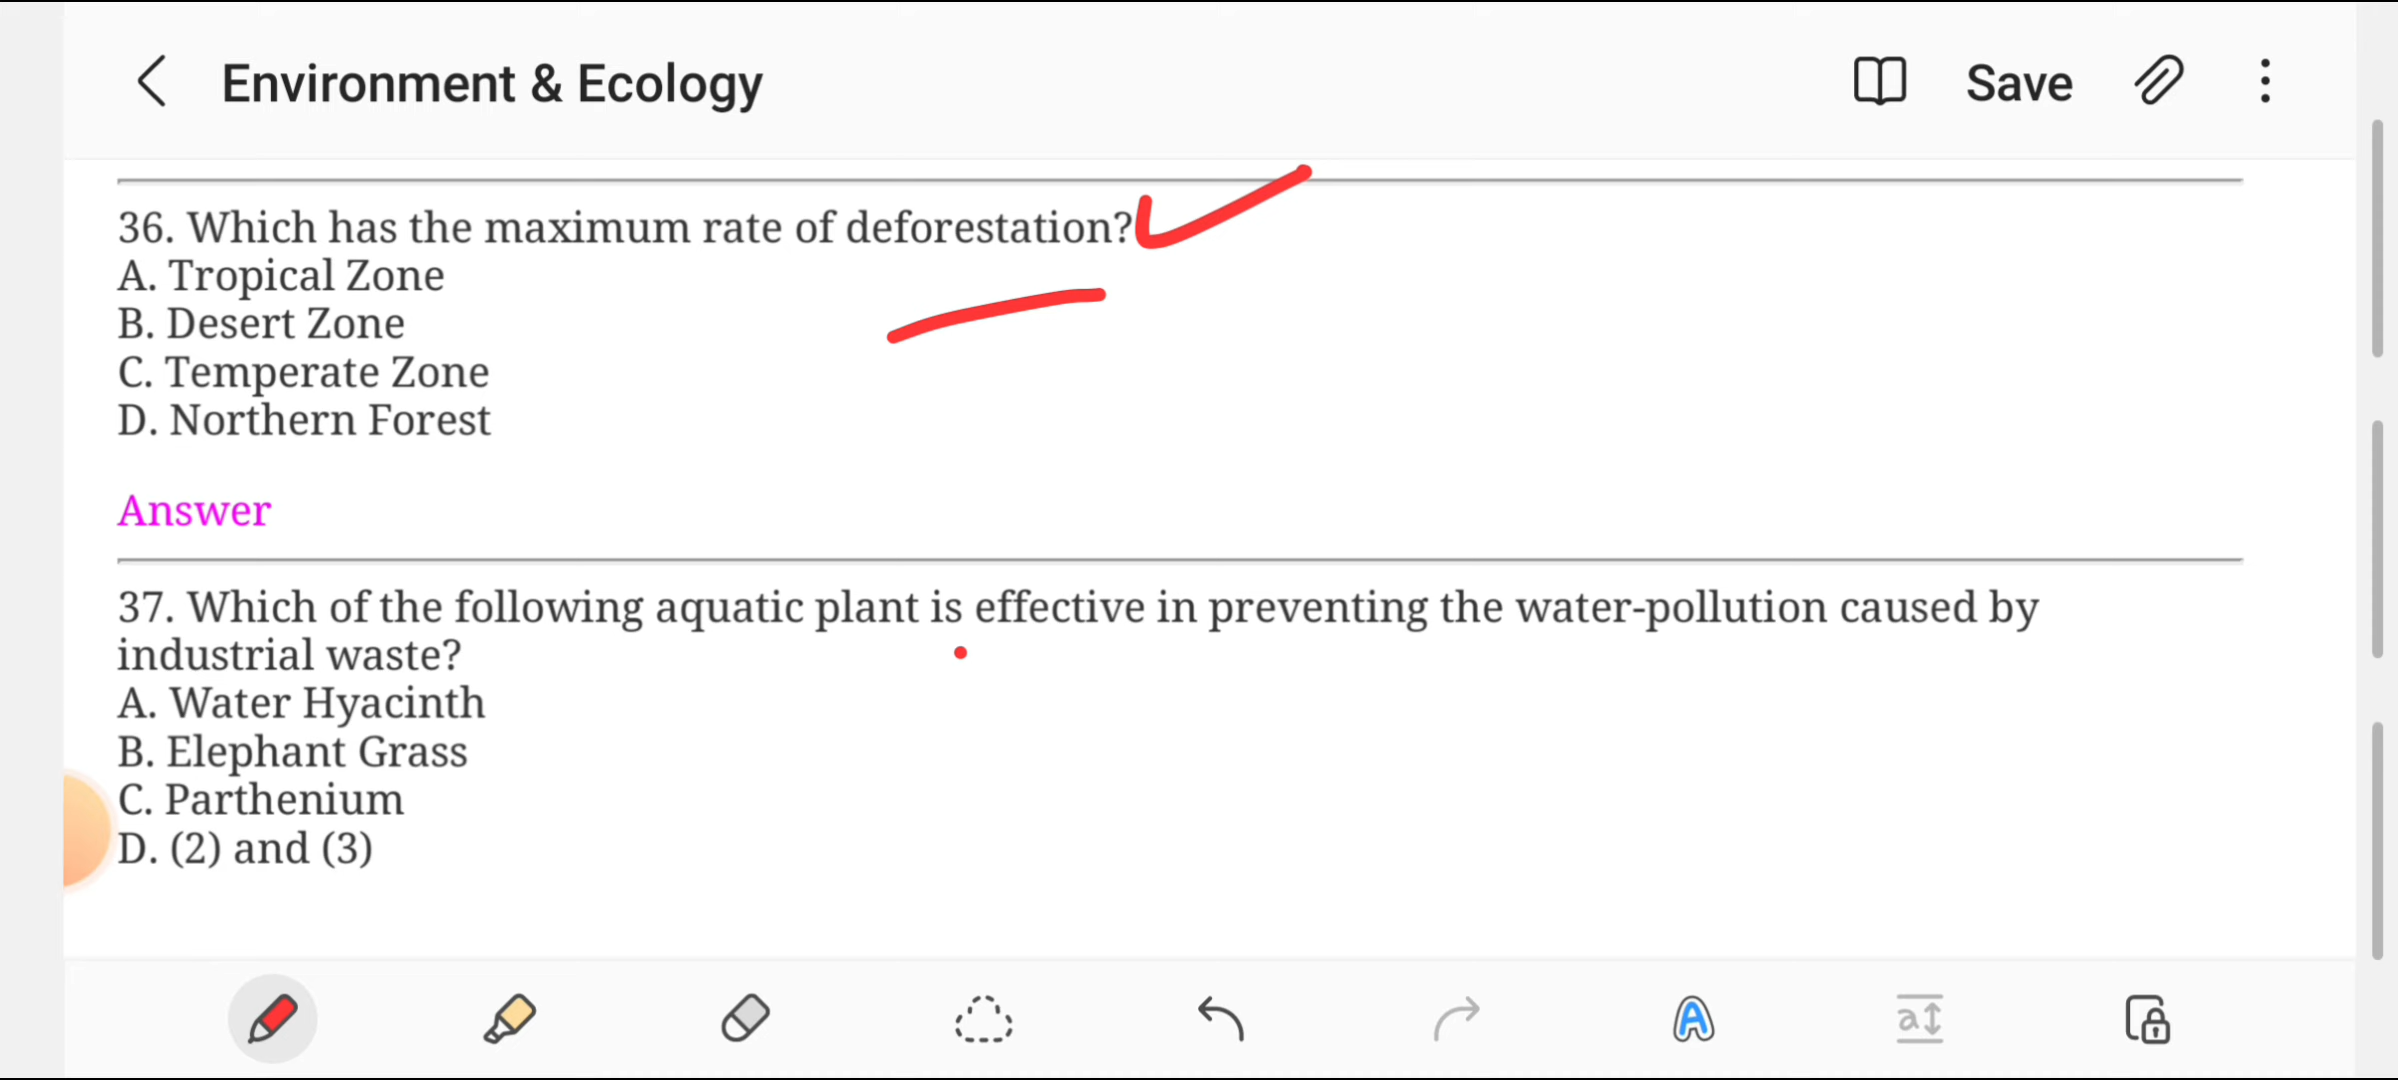 Environment & Ecology
Save
36. Which has the maximum rate of deforestation?
A. Tropical Zone
B. Desert Zone
C. Temperate Zone
D. Northern Forest
Answer
37. Which of the following aquatic plant is effective in preventing the water-pollution caused by
industrial waste?
A. Water Hyacinth
B. Elephant Grass
C. Parthenium
D. (2) and (3)